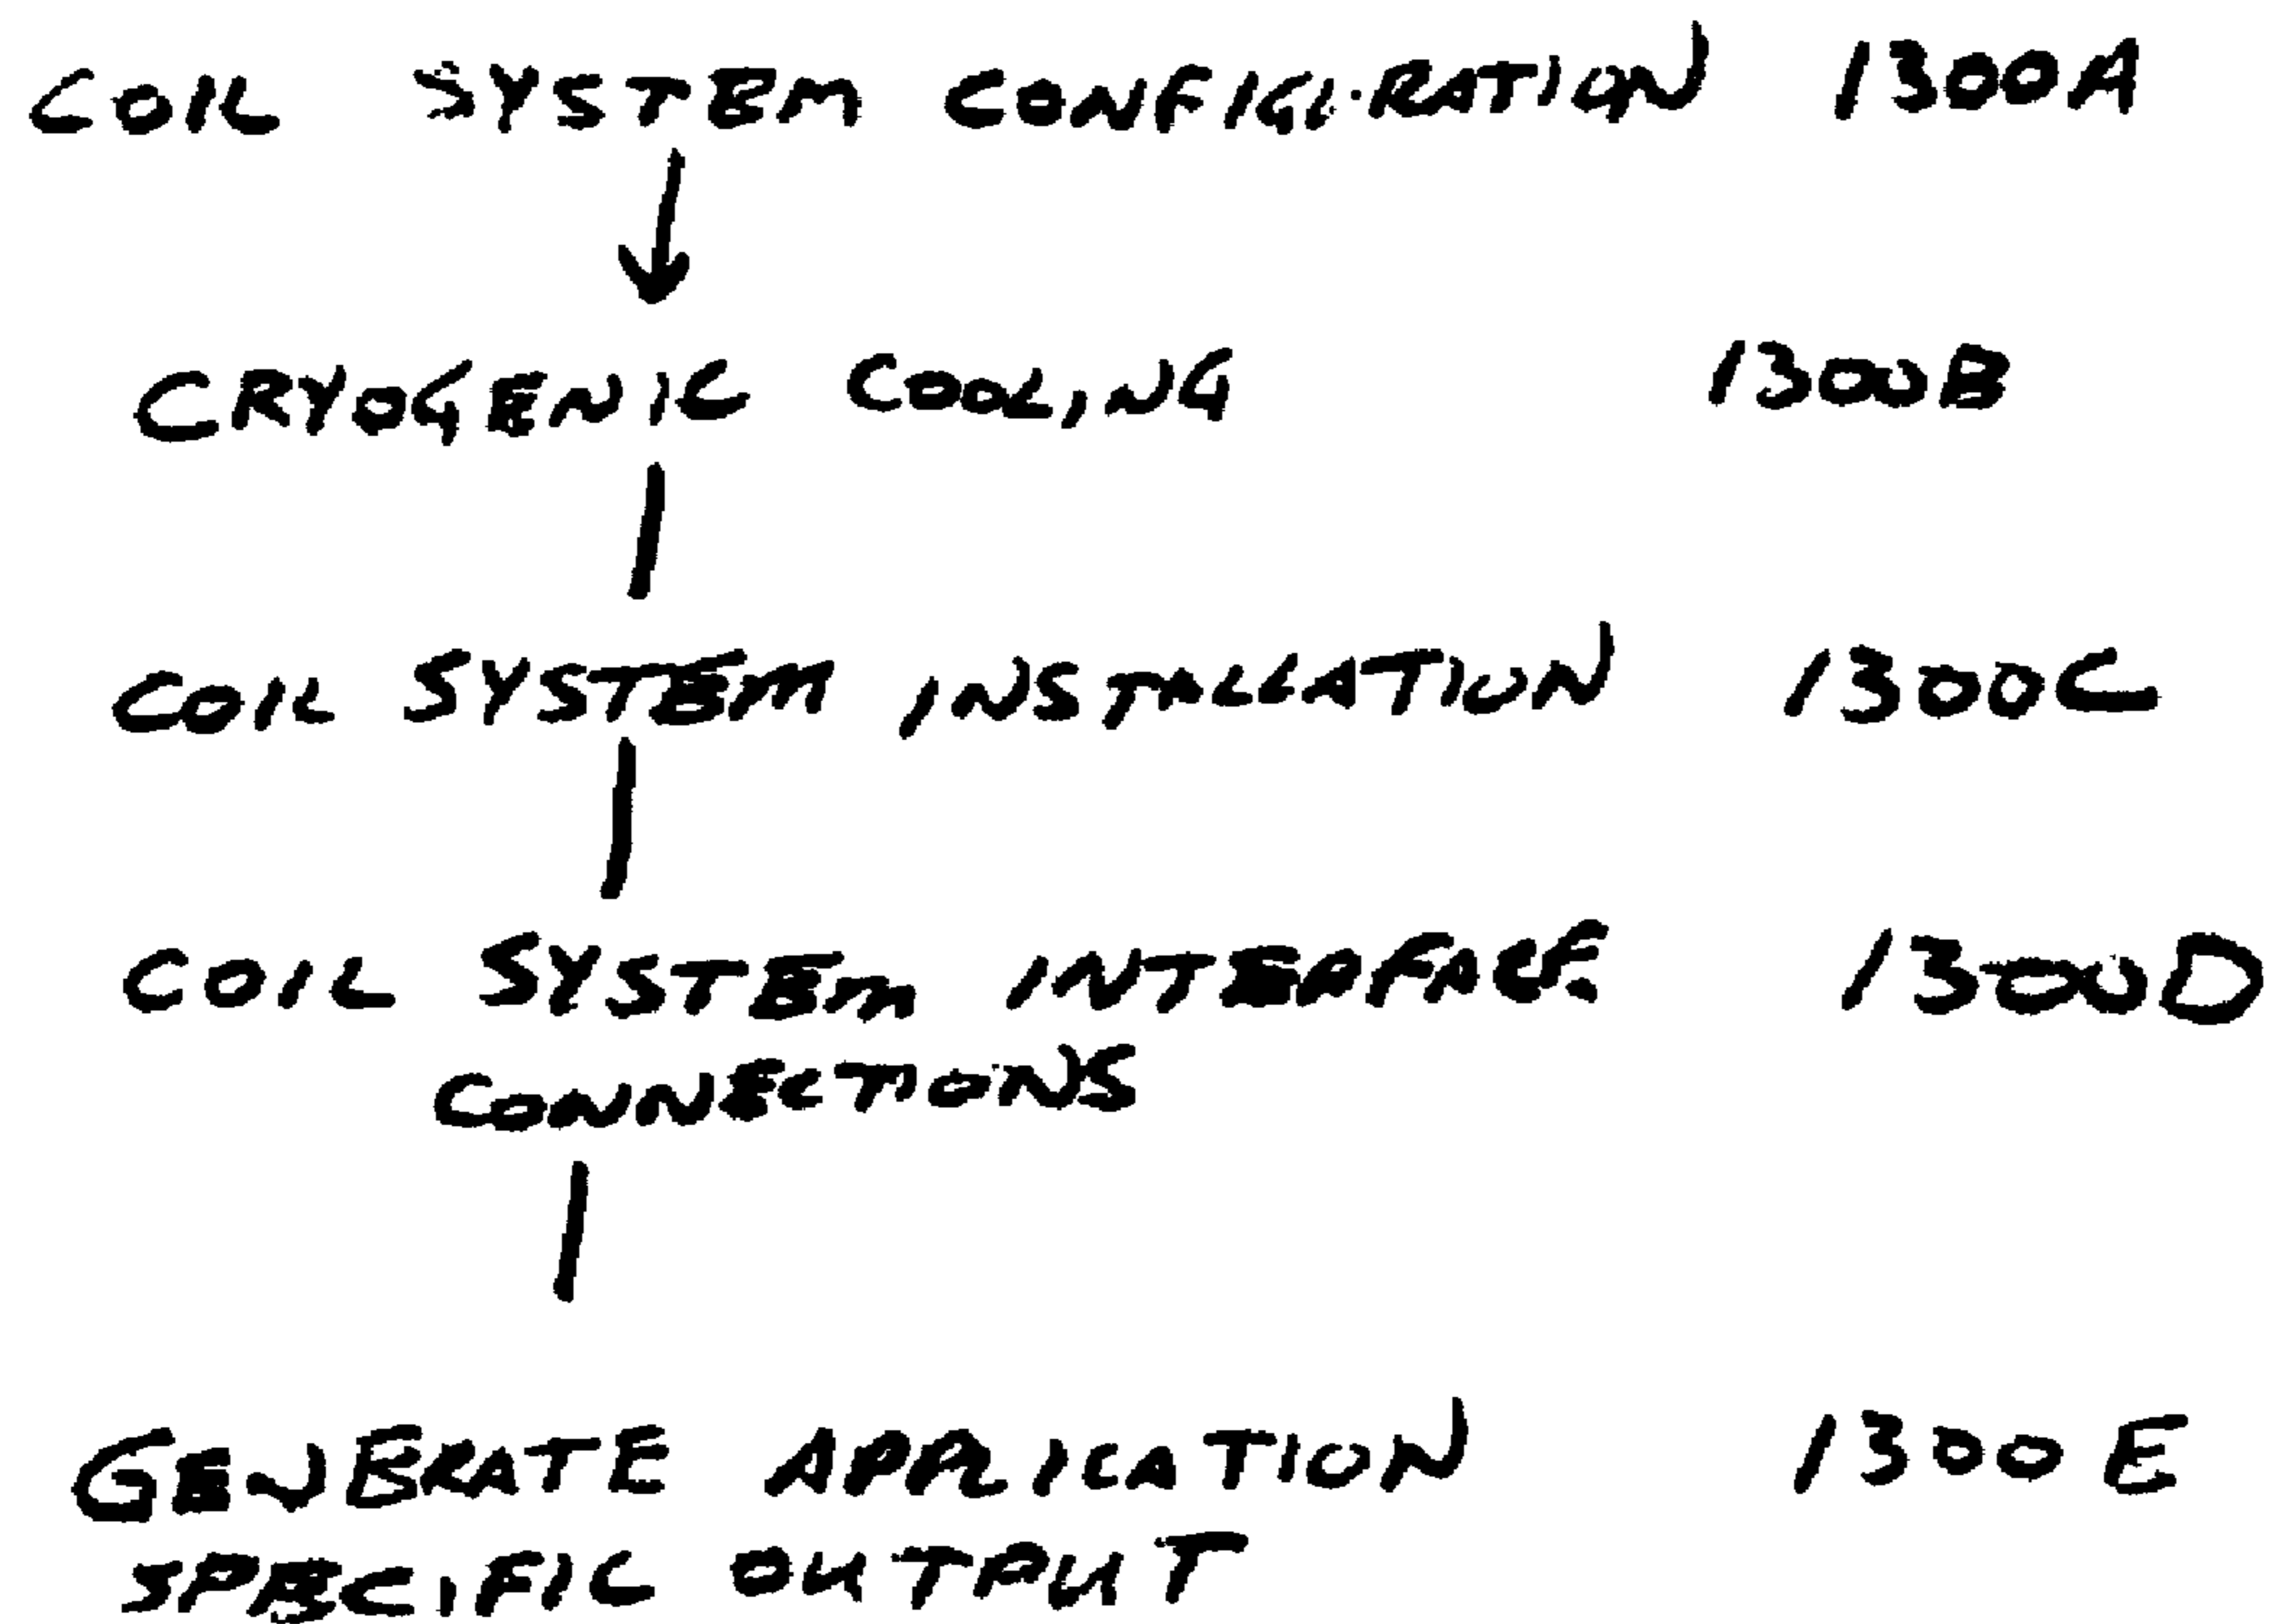 COIL SYSTEM CONFIGURATION 1300A
CRYOGENIC COOLING 1300B
COIL SYSTEM INSTALLATION 1300C
COIL SYSTEM INTERFACE 1300D
CONNECTIONS
GENERATE APPLICATION 1300E
SPECIFIC OUTPUT